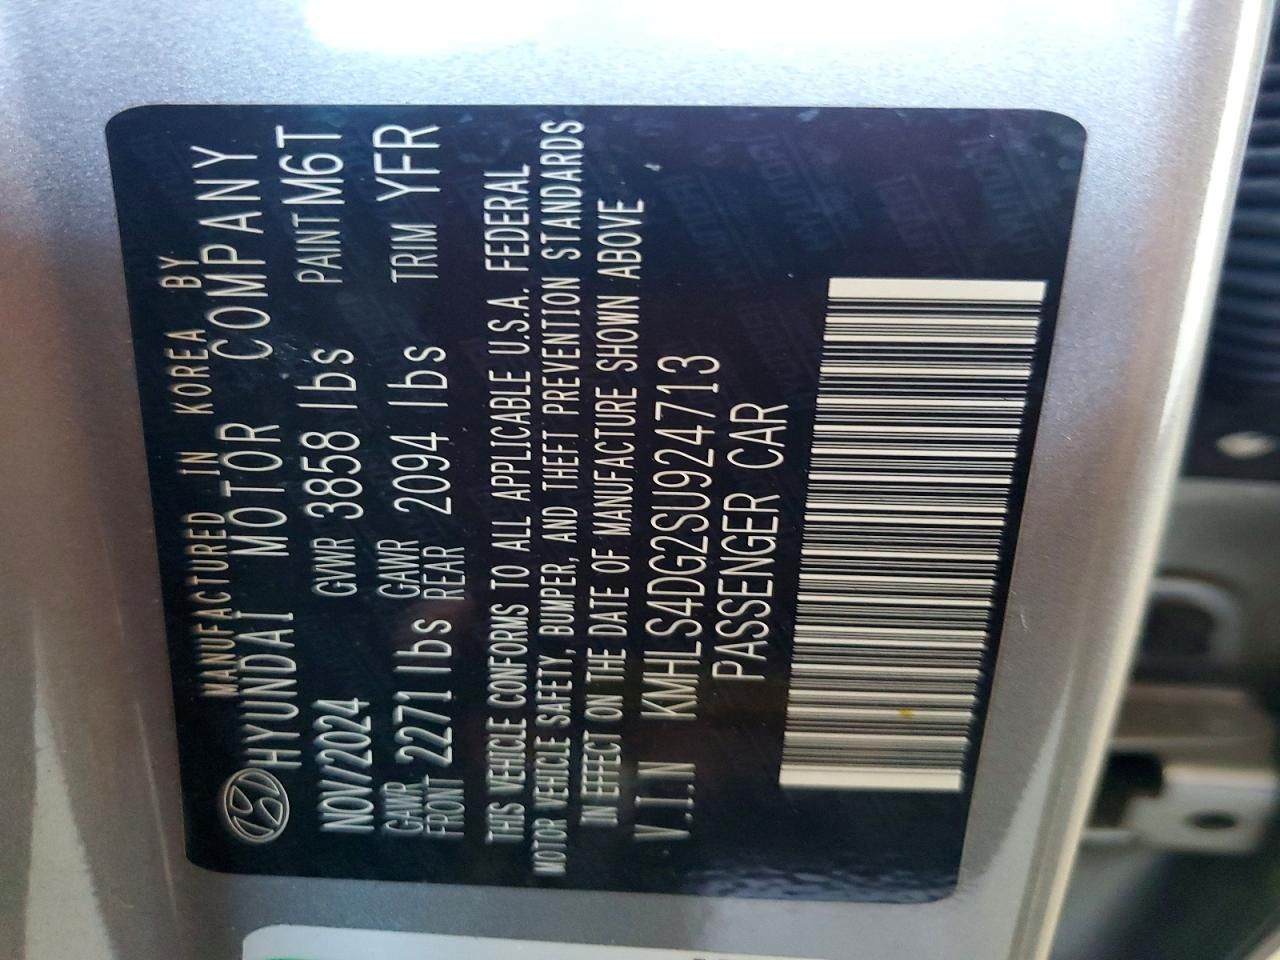 MANUFACTURED IN KOREA BY
HYUNDAI MOTOR COMPANY
NOV/2024 GVWR 3858 lbs PAINT M6T
GAWR FRONT 2271 lbs GAWR REAR 2094 lbs TRIM YFR
THIS VEHICLE CONFORMS TO ALL APPLICABLE U.S.A. FEDERAL
MOTOR VEHICLE SAFETY, BUMPER, AND THEFT PREVENTION STANDARDS
IN EFFECT ON THE DATE OF MANUFACTURE SHOWN ABOVE
V.I.N KMHLS4DG2SU924713
PASSENGER CAR